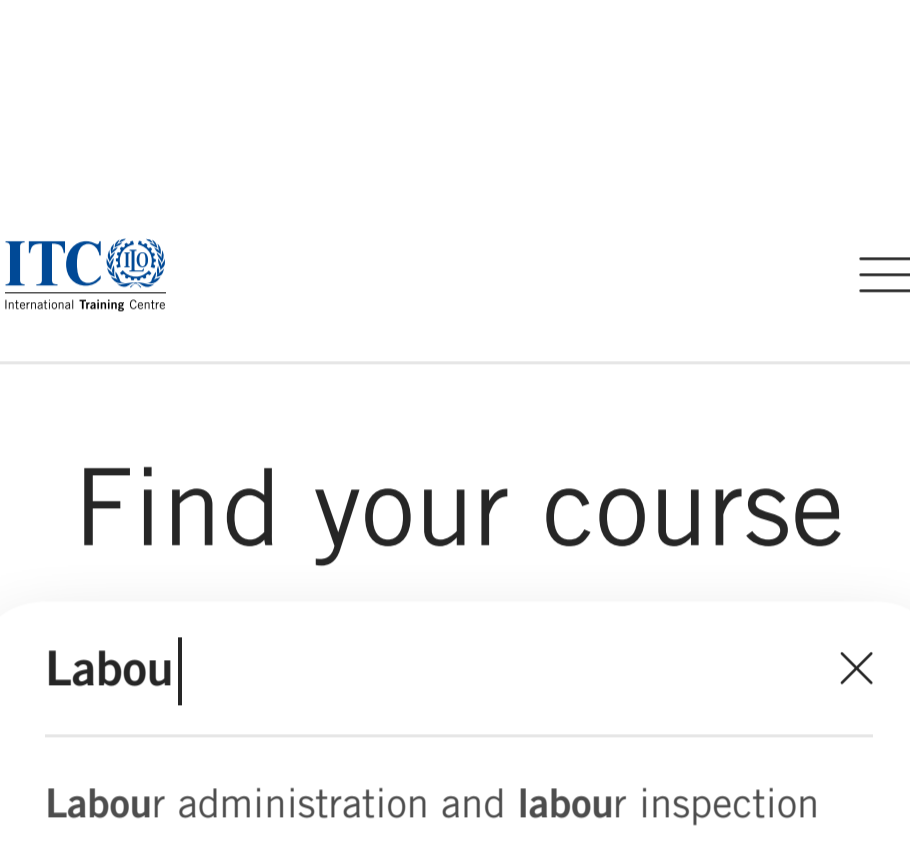 ITC ILO
International Training Centre
Find your course
Labou
Labour administration and labour inspection